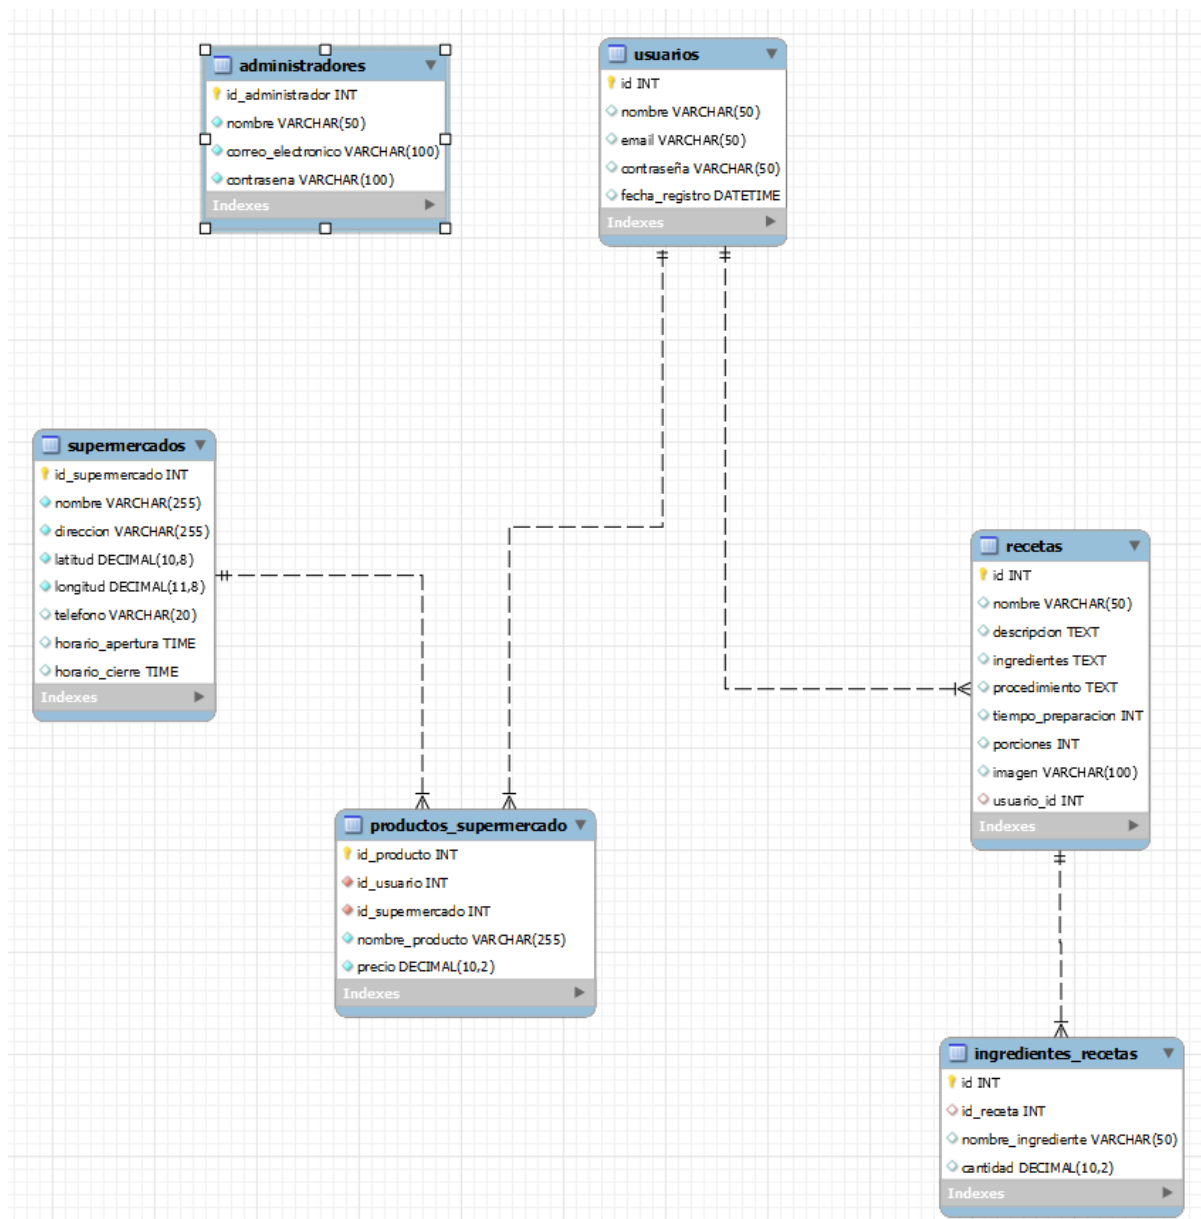 administradores
id_administrador INT
nombre VARCHAR(50)
correo_electronico VARCHAR(100)
contrasena VARCHAR(100)
Indexes
usuarios
id INT
nombre VARCHAR(50)
email VARCHAR(50)
contraseña VARCHAR(50)
fecha_registro DATETIME
Indexes
supermercados
id_supermercado INT
nombre VARCHAR(255)
direccion VARCHAR(255)
latitud DECIMAL(10,8)
longitud DECIMAL(11,8)
telefono VARCHAR(20)
horario_apertura TIME
horario_cierre TIME
Indexes
recetas
id INT
nombre VARCHAR(50)
descripcion TEXT
ingredientes TEXT
procedimiento TEXT
tiempo_preparacion INT
porciones INT
imagen VARCHAR(100)
usuario_id INT
Indexes
productos_supermercado
id_producto INT
id_usuario INT
id_supermercado INT
nombre_producto VARCHAR(255)
precio DECIMAL(10,2)
Indexes
ingredientes_recetas
id INT
id_receta INT
nombre_ingrediente VARCHAR(50)
cantidad DECIMAL(10,2)
Indexes